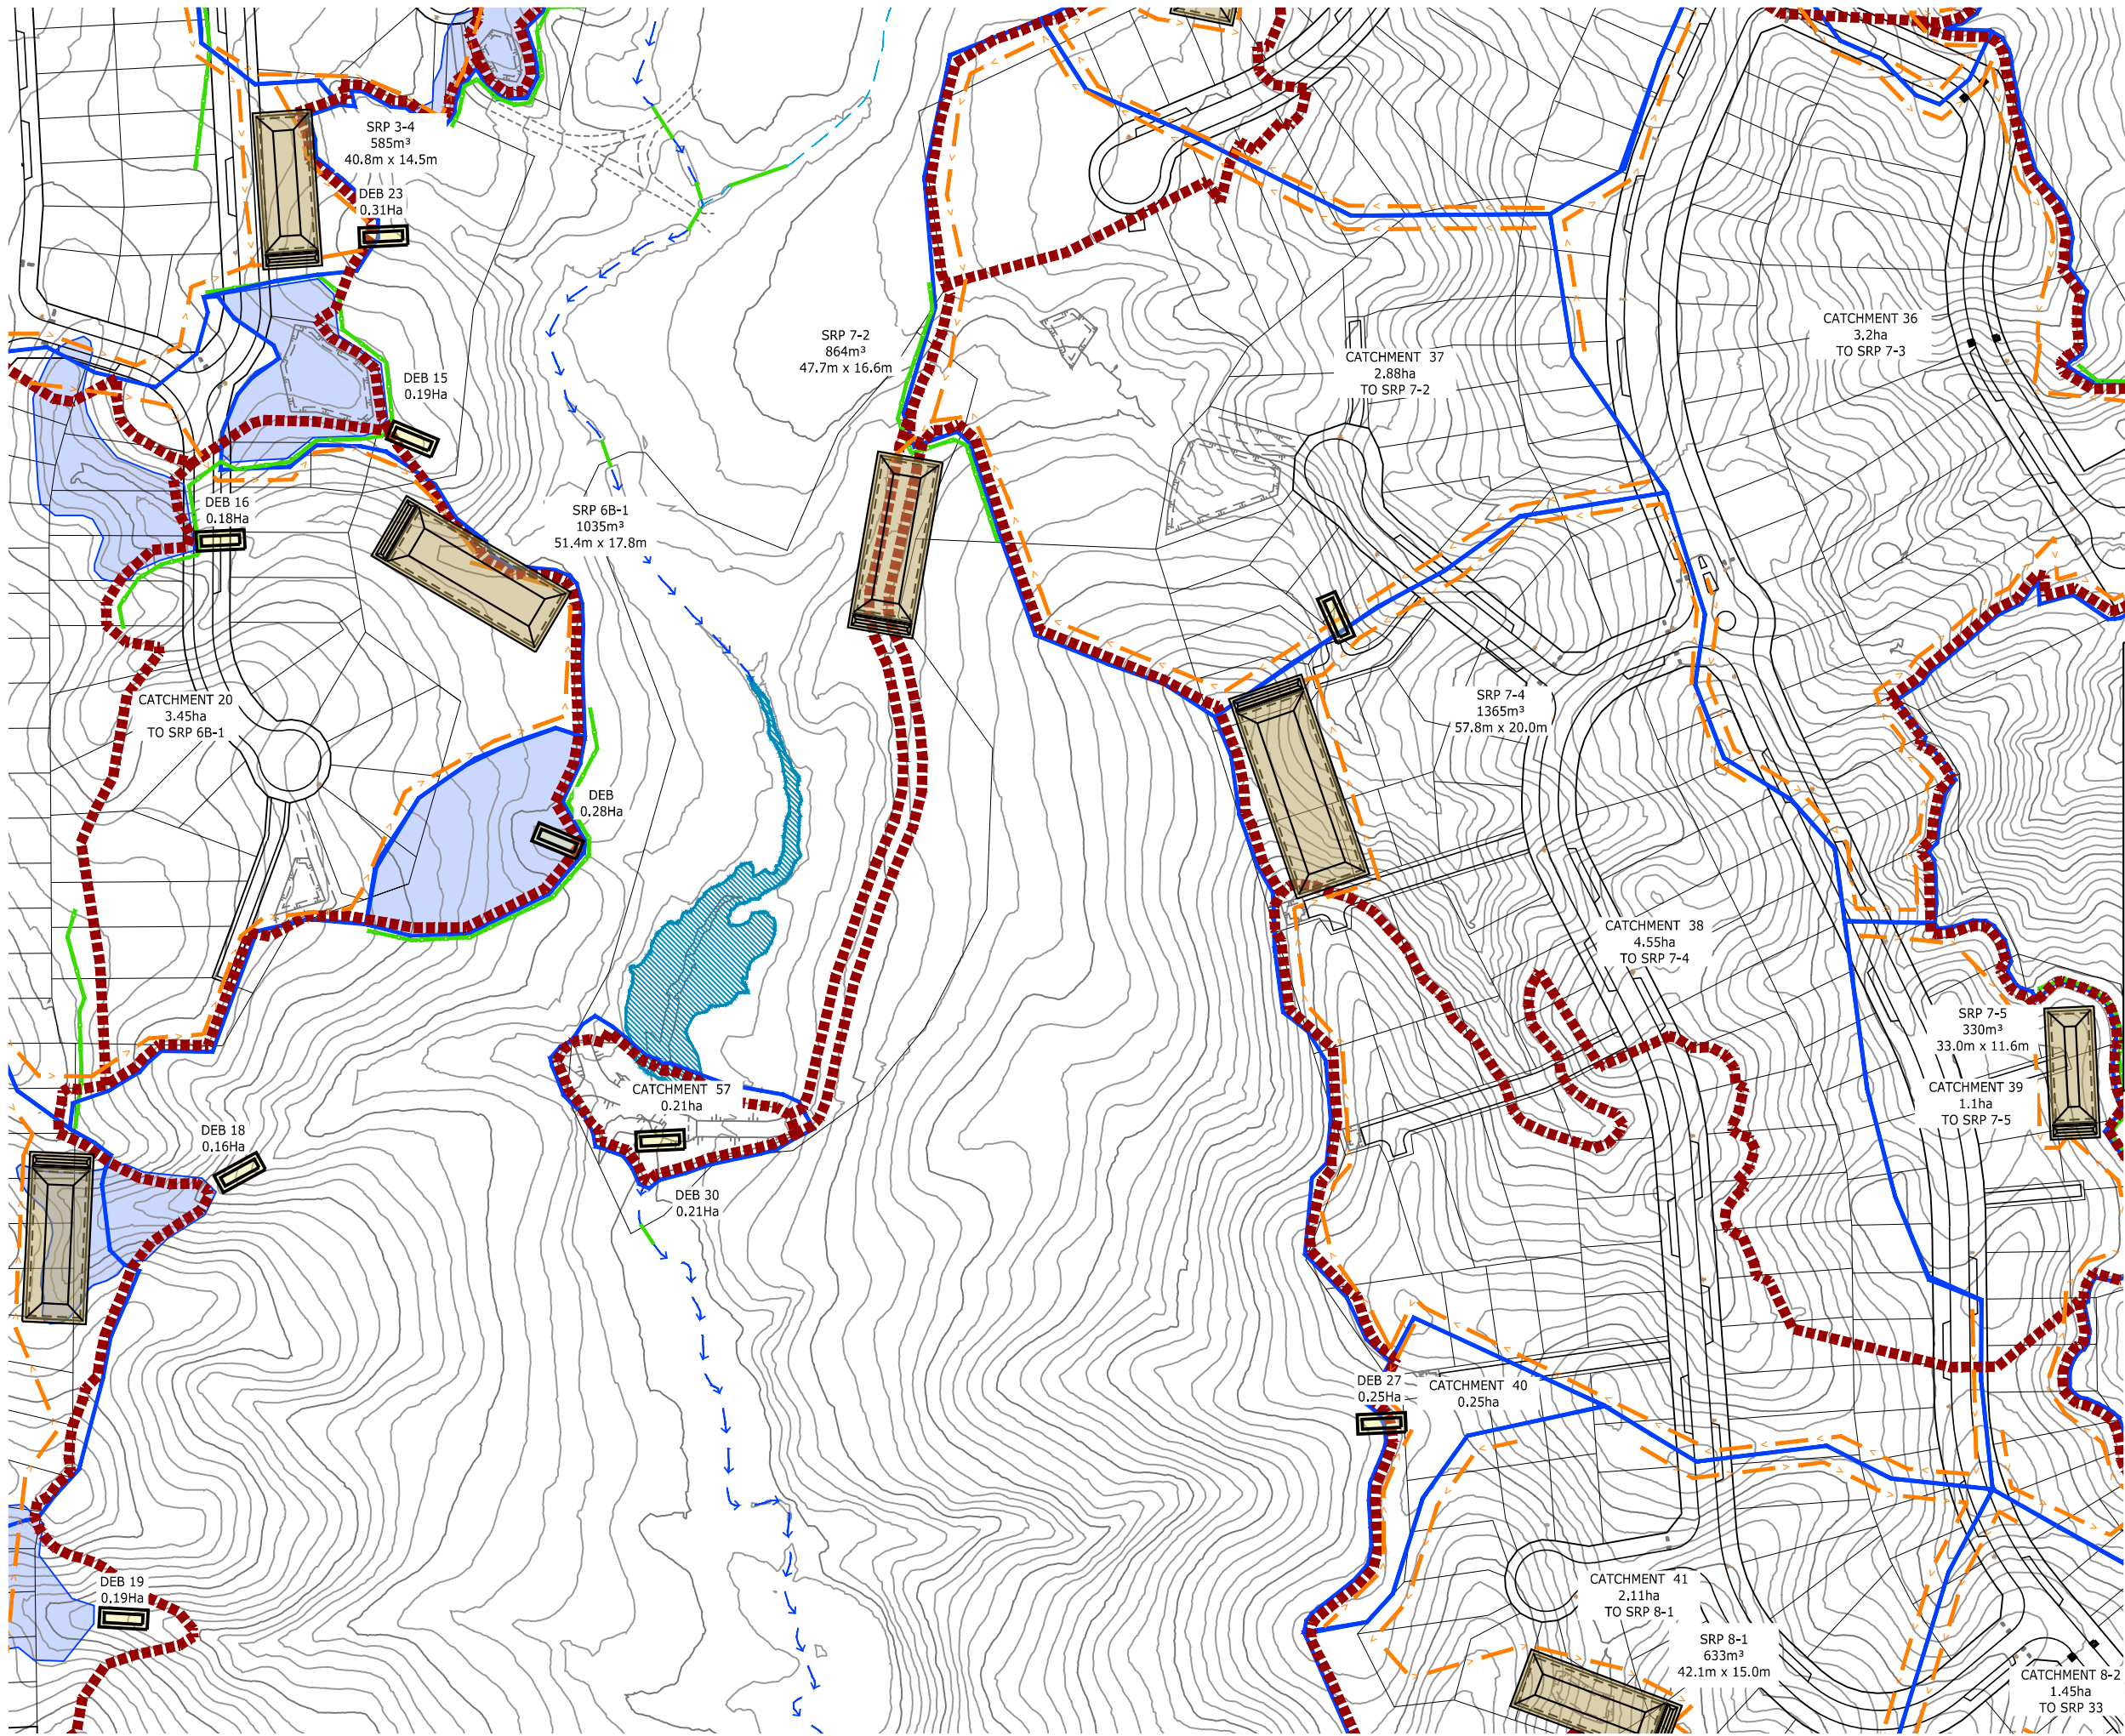 SRP 3-4
585m³
40.8m x 14.5m
DEB 23
0.31Ha
SRP 7-2
864m³
47.7m x 16.6m
CATCHMENT 36
3.2ha
TO SRP 7-3
CATCHMENT 37
2.88ha
TO SRP 7-2
DEB 15
0.19Ha
DEB 16
0.18Ha
SRP 6B-1
1035m³
51.4m x 17.8m
CATCHMENT 20
3.45ha
TO SRP 6B-1
SRP 7-4
1365m³
57.8m x 20.0m
DEB
0.28Ha
CATCHMENT 38
4.55ha
TO SRP 7-4
SRP 7-5
330m³
33.0m x 11.6m
CATCHMENT 57
0.21ha
CATCHMENT 39
1.1ha
TO SRP 7-5
DEB 18
0.16Ha
DEB 30
0.21Ha
DEB 27
0.25Ha
CATCHMENT 40
0.25ha
DEB 19
0.19Ha
CATCHMENT 41
2.11ha
TO SRP 8-1
SRP 8-1
633m³
42.1m x 15.0m
CATCHMENT 8-2
1.45ha
TO SRP 33